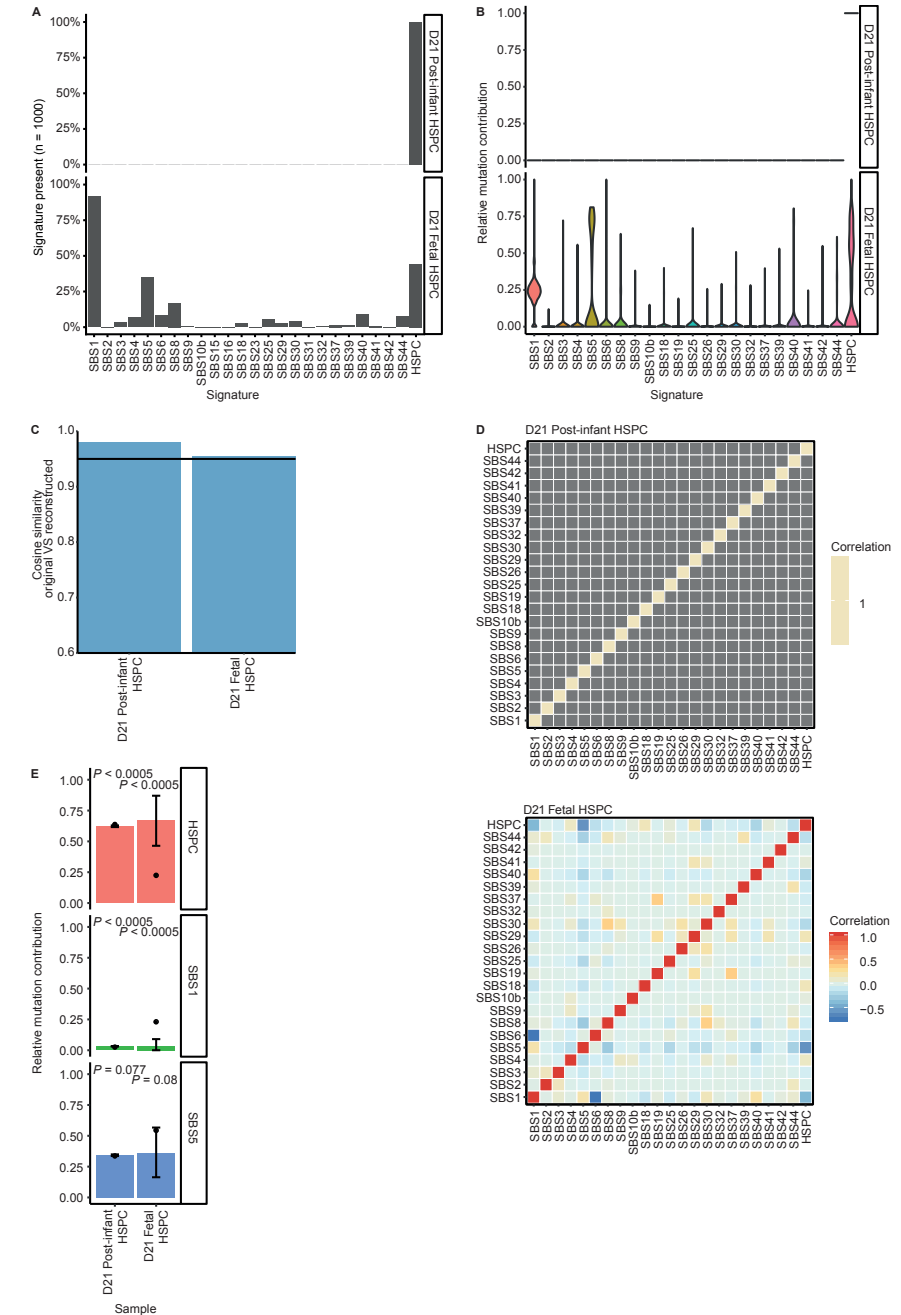 A
Signature present (n = 1000)
100%
75%
50%
25%
0%
D21 Post-infant HSPC
100%
75%
50%
25%
0%
D21 Fetal HSPC
SBS1
SBS2
SBS3
SBS4
SBS5
SBS6
SBS8
SBS9
SBS10b
SBS15
SBS16
SBS18
SBS23
SBS25
SBS29
SBS30
SBS31
SBS32
SBS37
SBS39
SBS40
SBS41
SBS42
SBS44
HSPC
Signature
B
Relative mutation contribution
1.00
0.75
0.50
0.25
0.00
D21 Post-infant HSPC
1.00
0.75
0.50
0.25
0.00
D21 Fetal HSPC
SBS1
SBS2
SBS3
SBS4
SBS5
SBS6
SBS8
SBS9
SBS10b
SBS18
SBS19
SBS25
SBS26
SBS29
SBS30
SBS32
SBS37
SBS39
SBS40
SBS41
SBS42
SBS44
HSPC
Signature
C
Cosine similarity
original VS reconstructed
1.0
0.9
0.8
0.7
0.6
D21 Post-infant
HSPC
D21 Fetal
HSPC
D
D21 Post-infant HSPC
HSPC
SBS44
SBS42
SBS41
SBS40
SBS39
SBS37
SBS32
SBS30
SBS29
SBS26
SBS25
SBS19
SBS18
SBS10b
SBS9
SBS8
SBS6
SBS5
SBS4
SBS3
SBS2
SBS1
SBS1
SBS2
SBS3
SBS4
SBS5
SBS6
SBS8
SBS9
SBS10b
SBS18
SBS19
SBS25
SBS26
SBS29
SBS30
SBS32
SBS37
SBS39
SBS40
SBS41
SBS42
SBS44
HSPC
Correlation
1
D21 Fetal HSPC
HSPC
SBS44
SBS42
SBS41
SBS40
SBS39
SBS37
SBS32
SBS30
SBS29
SBS26
SBS25
SBS19
SBS18
SBS10b
SBS9
SBS8
SBS6
SBS5
SBS4
SBS3
SBS2
SBS1
SBS1
SBS2
SBS3
SBS4
SBS5
SBS6
SBS8
SBS9
SBS10b
SBS18
SBS19
SBS25
SBS26
SBS29
SBS30
SBS32
SBS37
SBS39
SBS40
SBS41
SBS42
SBS44
HSPC
Correlation
1.0
0.5
0.0
−0.5
E
Relative mutation contribution
1.00
0.75
0.50
0.25
0.00
P < 0.0005
P < 0.0005
HSPC
1.00
0.75
0.50
0.25
0.00
P < 0.0005
P < 0.0005
SBS1
1.00
0.75
0.50
0.25
0.00
P = 0.077
P = 0.08
SBS5
D21 Post-infant
HSPC
D21 Fetal
HSPC
Sample